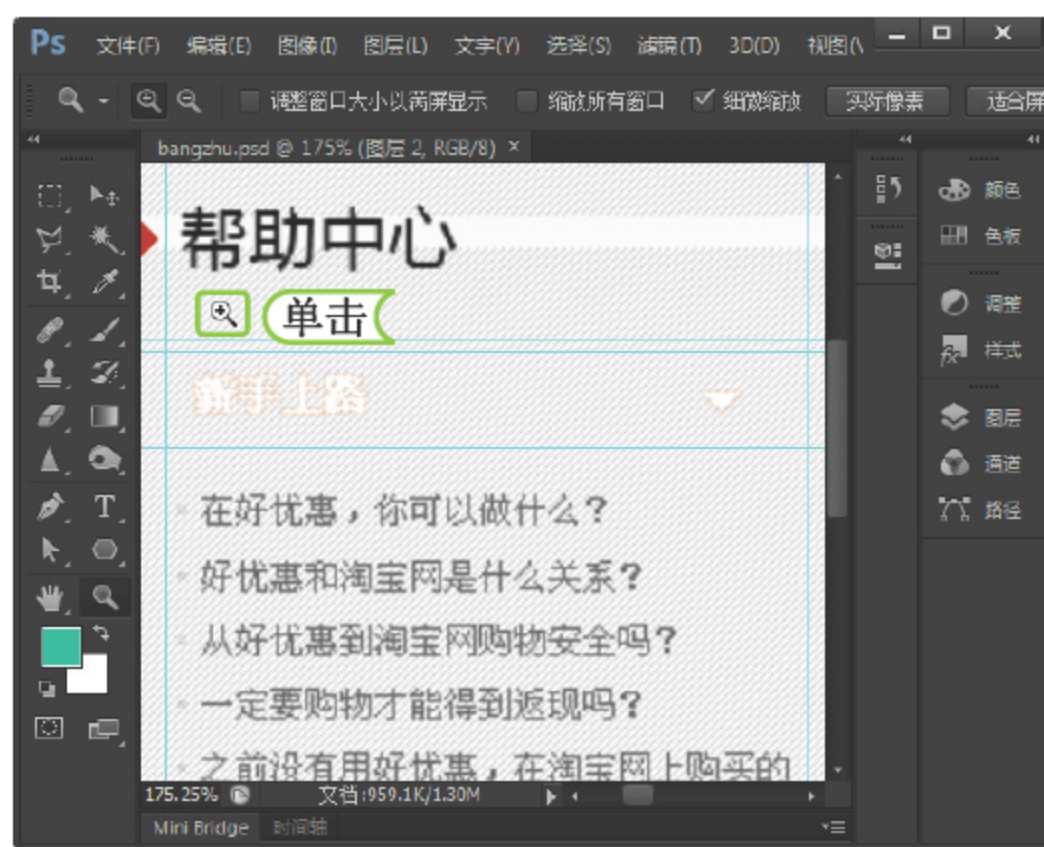 Ps 文件(F) 编辑(E) 图像(I) 图层(L) 文字(Y) 选择(S) 滤镜(T) 3D(D) 视图(V
调整窗口大小以满屏显示 缩放所有窗口 细微缩放 实际像素 适合屏
bangzhu.psd @ 175% (图层 2, RGB/8) ×
颜色
色板
调整
样式
图层
通道
路径
帮助中心
单击
新手上路
在好优惠，你可以做什么？
好优惠和淘宝网是什么关系？
从好优惠到淘宝网购物安全吗？
一定要购物才能得到返现吗？
之前没有用好优惠，在淘宝网上购买的
175.25% 文档:959.1K/1.30M
Mini Bridge 时间轴